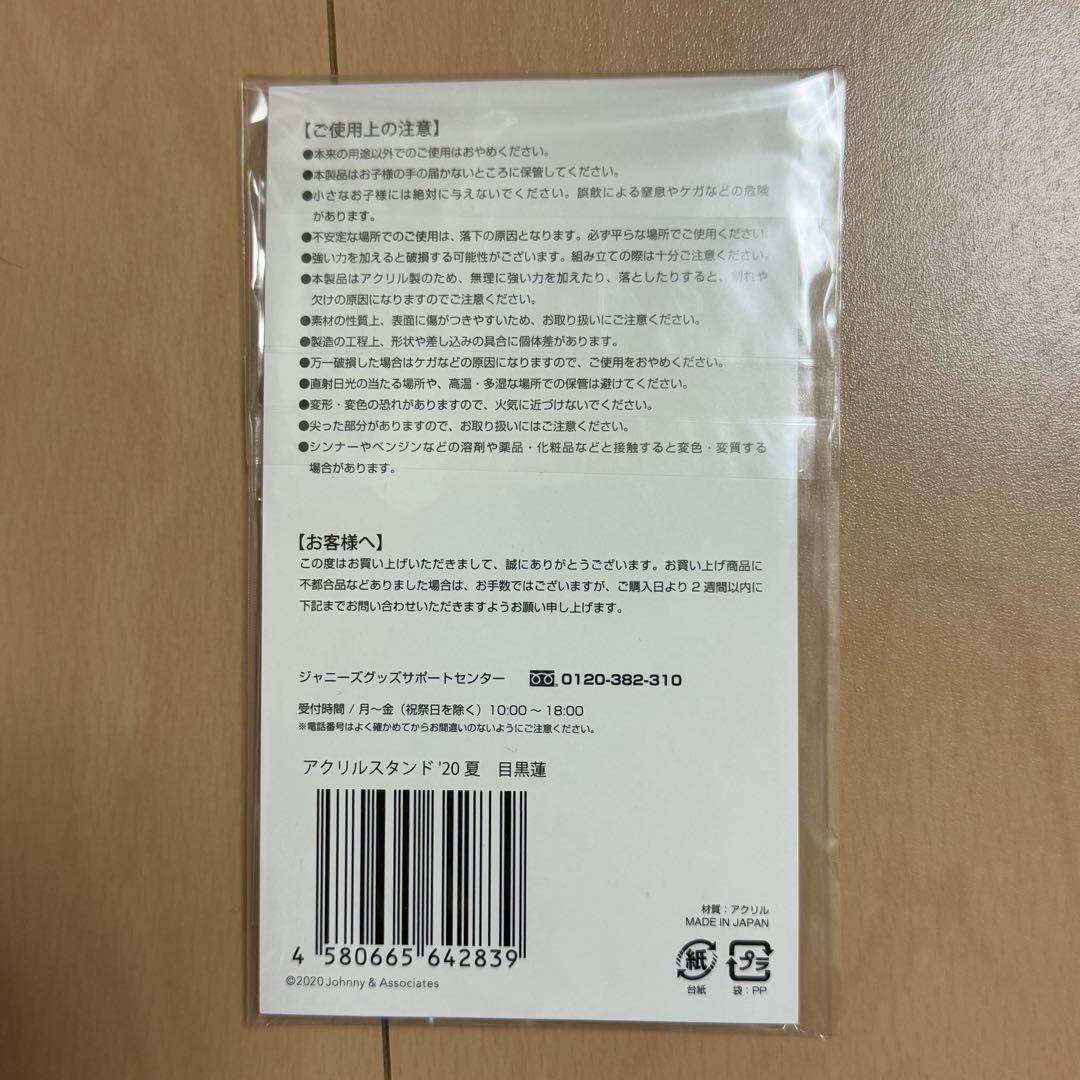 【ご使用上の注意】
●本来の用途以外でのご使用はおやめください。
●本製品はお子様の手の届かないところに保管してください。
●小さなお子様には絶対に与えないでください。誤飲による窒息やケガなどの危険
があります。
●不安定な場所でのご使用は、落下の原因となります。必ず平らな場所でご使用ください。
●強い力を加えると破損する可能性がございます。組み立ての際は十分ご注意ください。
●本製品はアクリル製のため、無理に強い力を加えたり、落としたりすると、割れや
欠けの原因になりますのでご注意ください。
●素材の性質上、表面に傷がつきやすいため、お取り扱いにご注意ください。
●製造の工程上、形状や差し込みの具合に個体差があります。
●万一破損した場合はケガなどの原因になりますので、ご使用をおやめください。
●直射日光の当たる場所や、高温・多湿な場所での保管は避けてください。
●変形・変色の恐れがありますので、火気に近づけないでください。
●尖った部分がありますので、お取り扱いにはご注意ください。
●シンナーやベンジンなどの溶剤や薬品・化粧品などと接触すると変色・変質する
場合があります。
【お客様へ】
この度はお買い上げいただきまして、誠にありがとうございます。お買い上げ商品に
不都合品などありました場合は、お手数ではございますが、ご購入日より2週間以内に
下記までお問い合わせいただきますようお願い申し上げます。
ジャニーズグッズサポートセンター 0120-382-310
受付時間 / 月〜金（祝祭日を除く）10:00 〜 18:00
※電話番号はよく確かめてからお間違いのないようにご注意ください。
アクリルスタンド '20 夏 目黒蓮
4 580665 642839
©2020 Johnny & Associates
材質：アクリル
MADE IN JAPAN
紙 プラ
台紙 袋：PP